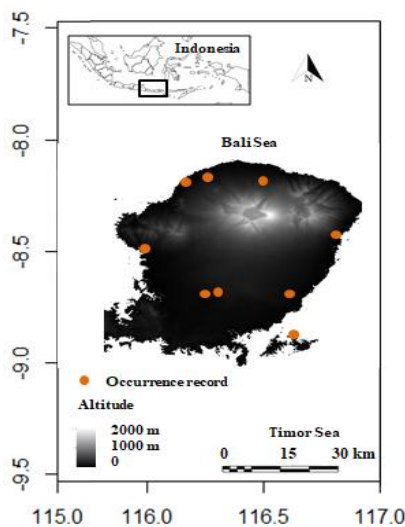 -7.5
Indonesia
N
-8.0
Bali Sea
-8.5
-9.0
Occurrence record
Altitude
2000 m
1000 m
0
Timor Sea
0 15 30 km
-9.5
115.0 116.0 116.5 117.0